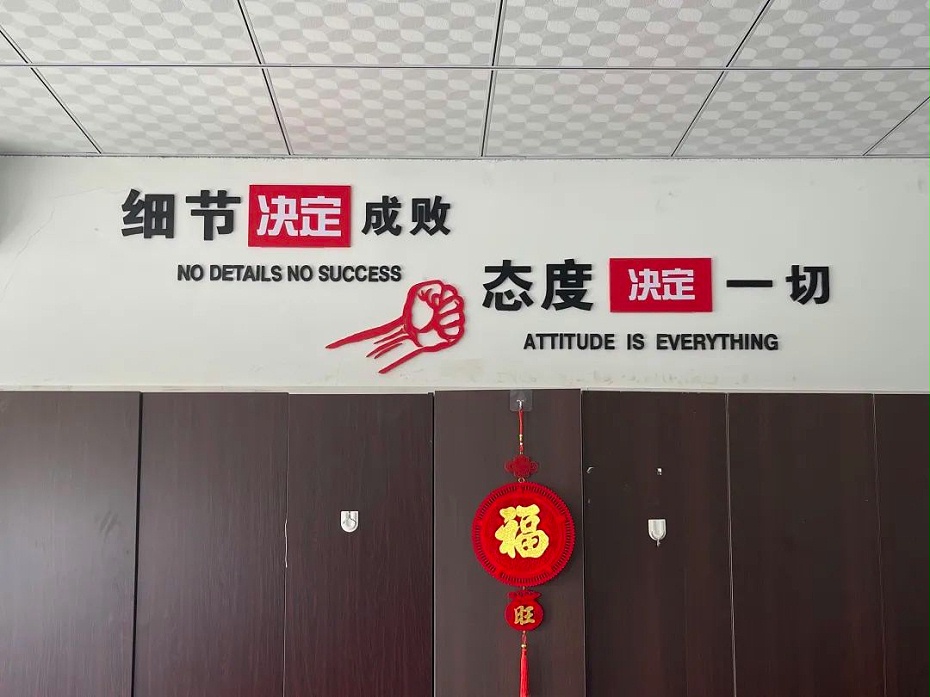 细节决定成败
NO DETAILS NO SUCCESS
态度决定一切
ATTITUDE IS EVERYTHING
福
旺